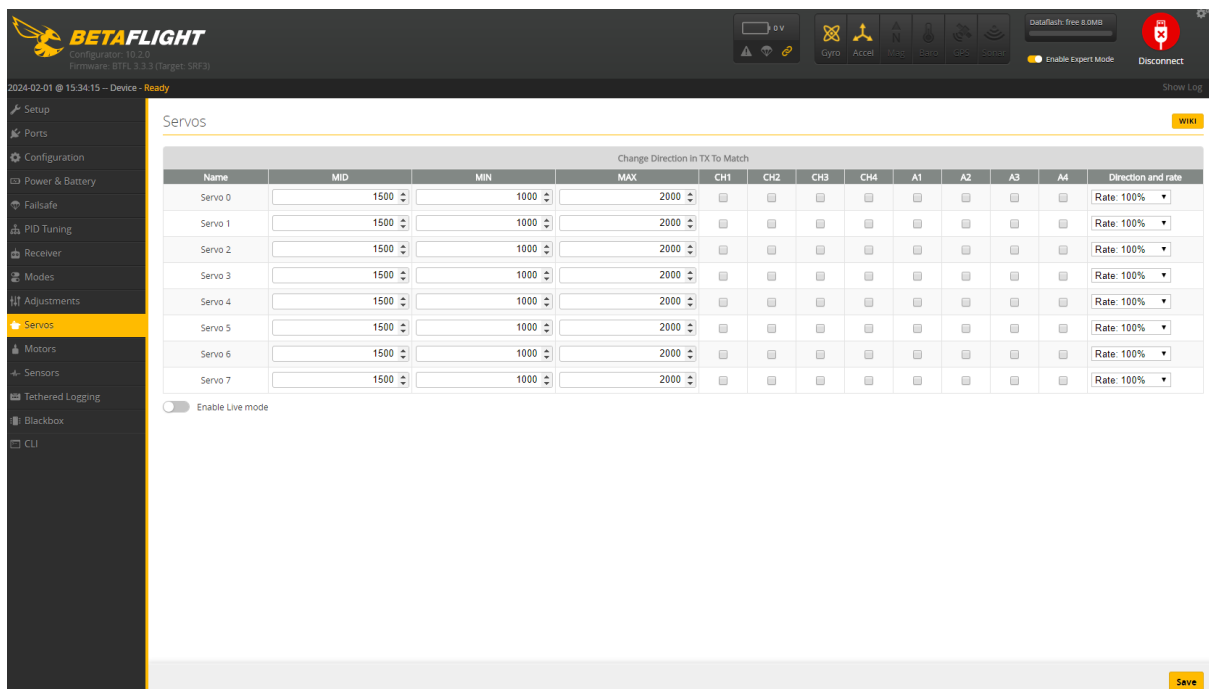 BETAFLIGHT
Configurator: 10.2.0
Firmware: BTFL 3.3.3 (Target: SRF3)
0 V
Gyro Accel Mag Baro GPS Sonar
Dataflash: free 8.0MB
Enable Expert Mode
Disconnect
2024-02-01 @ 15:34:15 -- Device - Ready
Show Log
Setup
Ports
Configuration
Power & Battery
Failsafe
PID Tuning
Receiver
Modes
Adjustments
Servos
Motors
Sensors
Tethered Logging
Blackbox
CLI
Servos
WIKI
Change Direction in TX To Match
Name MID MIN MAX CH1 CH2 CH3 CH4 A1 A2 A3 A4 Direction and rate
Servo 0 1500 1000 2000 Rate: 100%
Servo 1 1500 1000 2000 Rate: 100%
Servo 2 1500 1000 2000 Rate: 100%
Servo 3 1500 1000 2000 Rate: 100%
Servo 4 1500 1000 2000 Rate: 100%
Servo 5 1500 1000 2000 Rate: 100%
Servo 6 1500 1000 2000 Rate: 100%
Servo 7 1500 1000 2000 Rate: 100%
Enable Live mode
Save